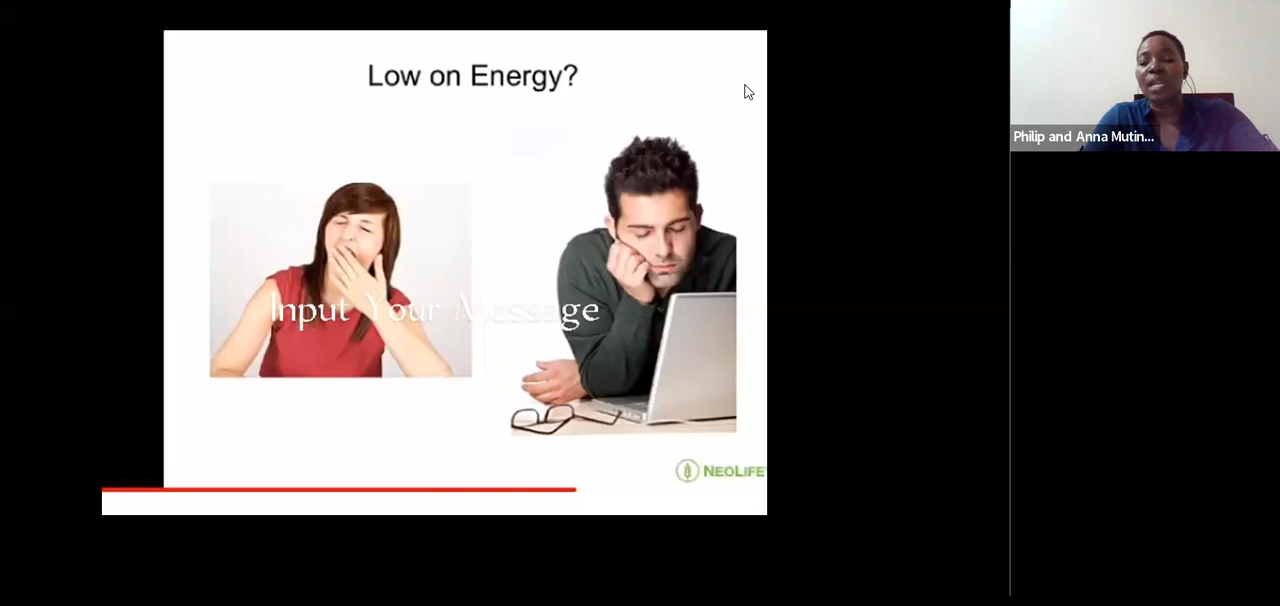 Low on Energy?
Philip and Anna Mutin...
Input Your Message
NEOLIFE